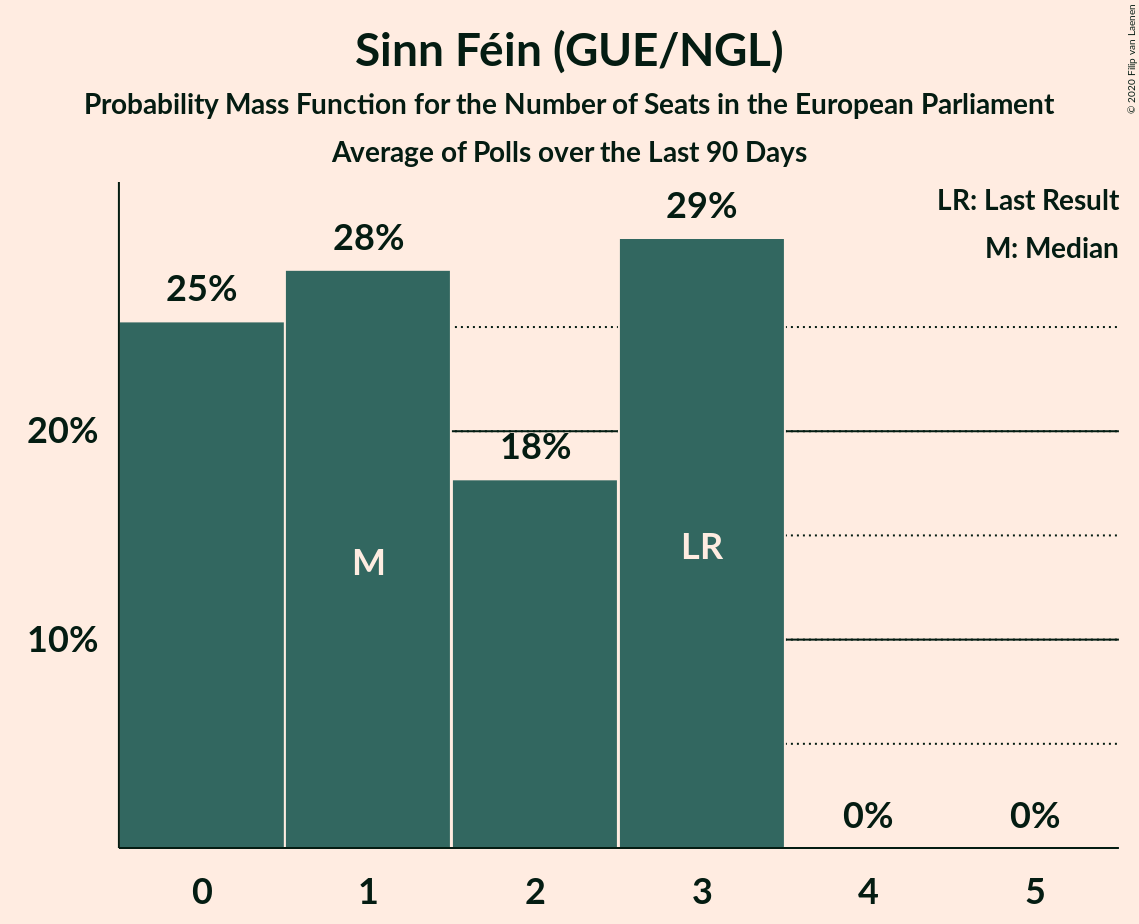 Sinn Féin (GUE/NGL)
Probability Mass Function for the Number of Seats in the European Parliament
Average of Polls over the Last 90 Days
© 2020 Filip van Laenen
LR: Last Result
M: Median
25%
28%
18%
29%
0%
0%
M
LR
20%
10%
0
1
2
3
4
5